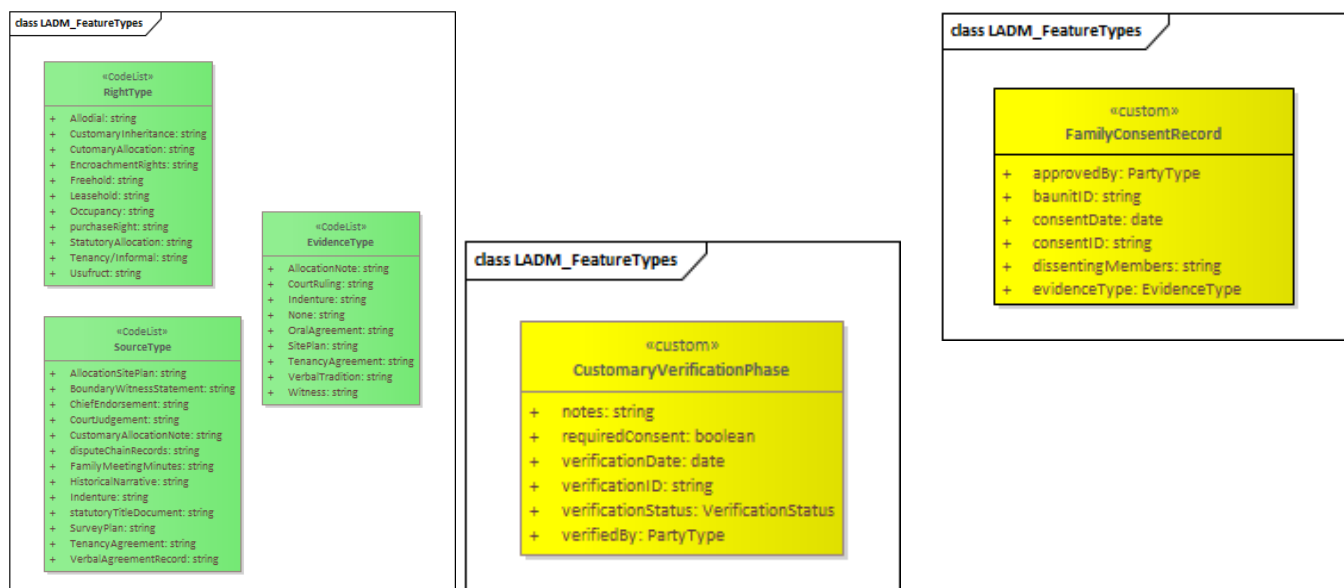 class LADM_FeatureTypes
«CodeList»
RightType
+ Allodial: string
+ CustomaryInheritance: string
+ CutomaryAllocation: string
+ EncroachmentRights: string
+ Freehold: string
+ Leasehold: string
+ Occupancy: string
+ purchaseRight: string
+ StatutoryAllocation: string
+ Tenancy/Informal: string
+ Usufruct: string
«CodeList»
EvidenceType
+ AllocationNote: string
+ CourtRuling: string
+ Indenture: string
+ None: string
+ OralAgreement: string
+ SitePlan: string
+ TenancyAgreement: string
+ VerbalTradition: string
+ Witness: string
«CodeList»
SourceType
+ AllocationSitePlan: string
+ BoundaryWitnessStatement: string
+ ChiefEndorsement: string
+ CourtJudgement: string
+ CustomaryAllocationNote: string
+ disputeChainRecords: string
+ FamilyMeetingMinutes: string
+ HistoricalNarrative: string
+ Indenture: string
+ statutoryTitleDocument: string
+ SurveyPlan: string
+ TenancyAgreement: string
+ VerbalAgreementRecord: string
class LADM_FeatureTypes
«custom»
CustomaryVerificationPhase
+ notes: string
+ requiredConsent: boolean
+ verificationDate: date
+ verificationID: string
+ verificationStatus: VerificationStatus
+ verifiedBy: PartyType
class LADM_FeatureTypes
«custom»
FamilyConsentRecord
+ approvedBy: PartyType
+ baunitID: string
+ consentDate: date
+ consentID: string
+ dissentingMembers: string
+ evidenceType: EvidenceType